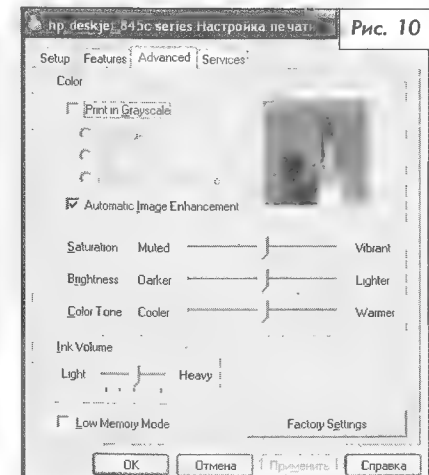 hp deskjet 845c series Настройка печати
Рис. 10
Setup Features Advanced Services
Color
Print in Grayscale
Automatic Image Enhancement
Saturation Muted Vibrant
Brightness Darker Lighter
Color Tone Cooler Warmer
Ink Volume
Light Heavy
Low Memory Mode Factory Settings
OK Отмена Применить Справка